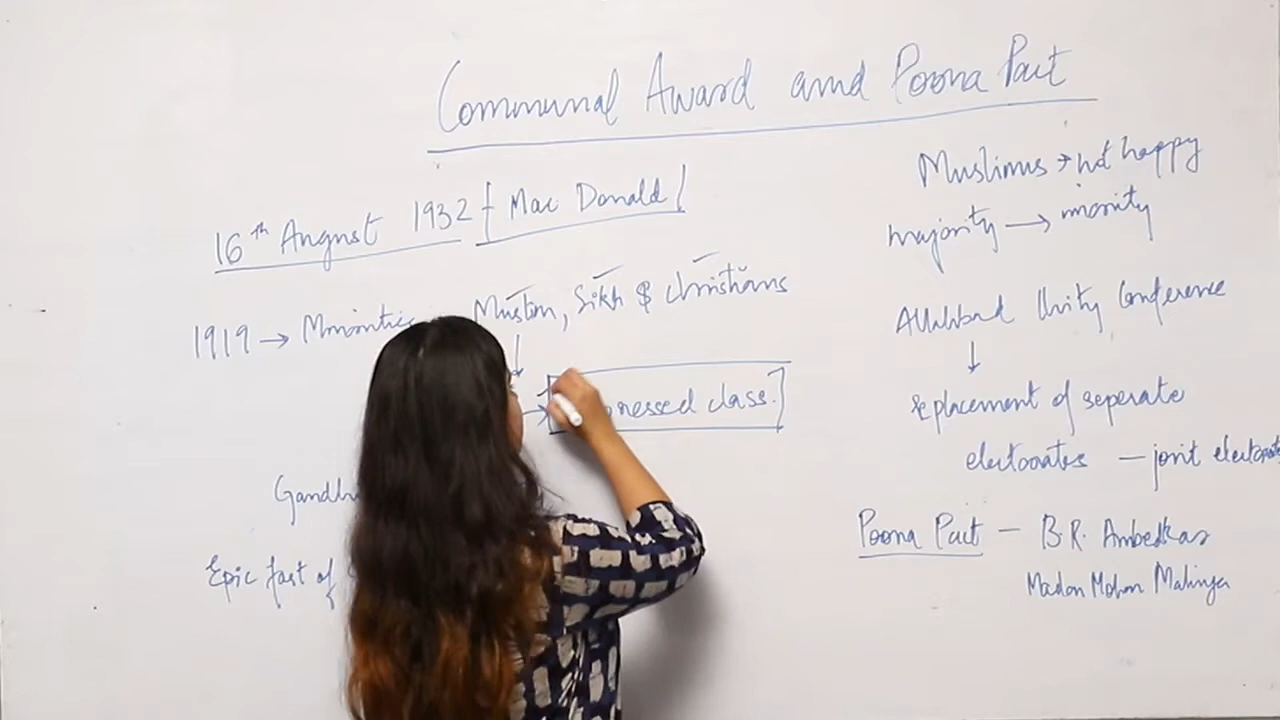 Communal Award and Poona Pact
16th August 1932 [Mac Donald]
1919 → Minorities Muslim, Sikh & Christians
↓
→ [pressed class.]
Gandhi
Epic fast of
Muslims → not happy
majority → minority
Allahbad Unity Conference
↓
replacement of seperate
electorates — joint electorate
Poona Pact — B.R. Ambedkar
Madan Mohan Malviya